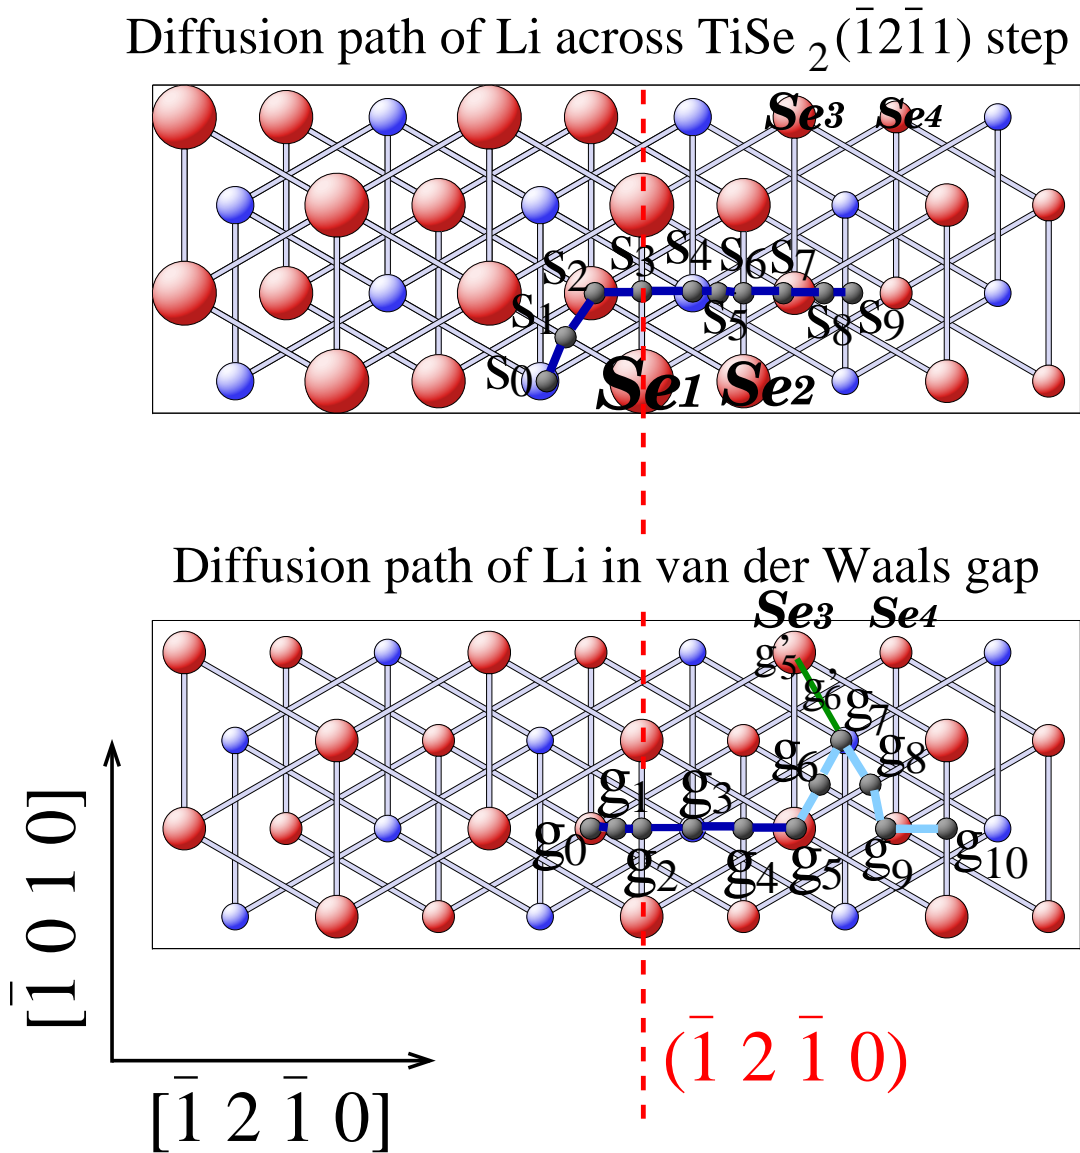 Diffusion path of Li across TiSe₂(1̄21̄1) step
Se3 Se4
S0 S1 S2 S3 S4 S5 S6 S7 S8 S9
Se1 Se2
Diffusion path of Li in van der Waals gap
Se3 Se4
g'5 g'6 g7
g6 g8
g0 g1 g2 g3 g4 g5 g9 g10
[1̄ 0 1 0]
(1̄ 2 1̄ 0)
[1̄ 2 1̄ 0]